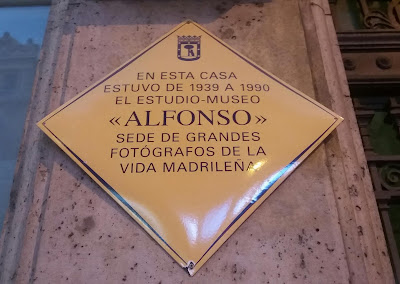 EN ESTA CASA
ESTUVO DE 1939 A 1990
EL ESTUDIO-MUSEO
«ALFONSO»
SEDE DE GRANDES
FOTÓGRAFOS DE LA
VIDA MADRILEÑA